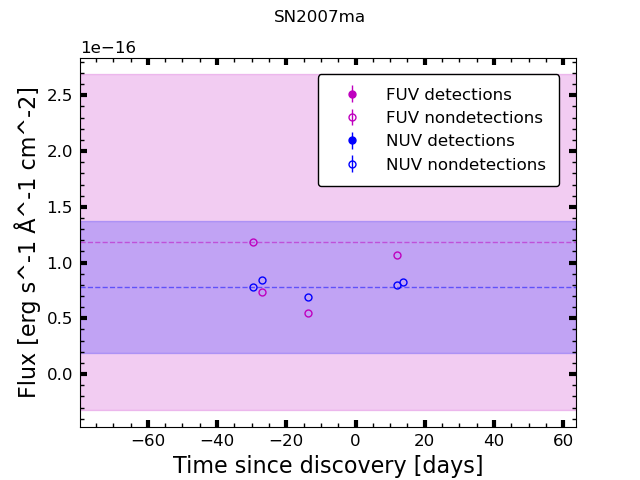 SN2007ma
1e−16
FUV detections
FUV nondetections
NUV detections
NUV nondetections
2.5
2.0
1.5
1.0
0.5
0.0
Flux [erg s^-1 Å^-1 cm^-2]
−60
−40
−20
0
20
40
60
Time since discovery [days]